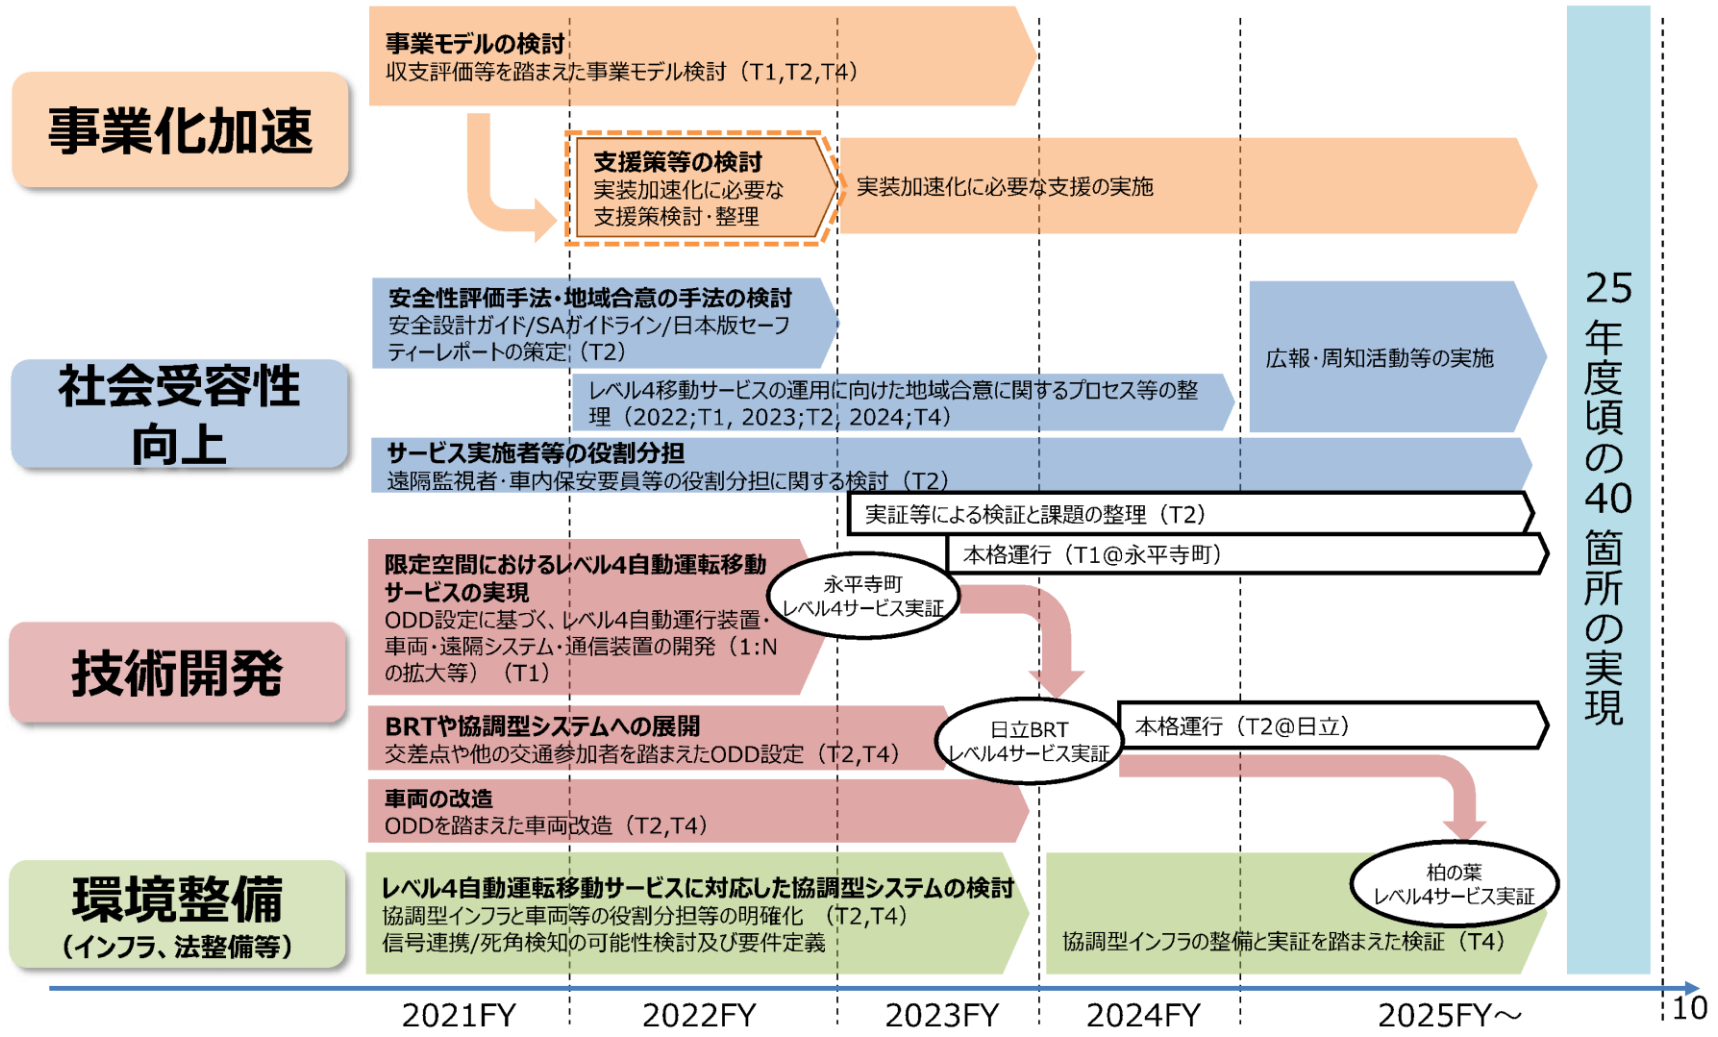 事業化加速
事業モデルの検討
収支評価等を踏まえた事業モデル検討（T1,T2,T4）
支援策等の検討
実装加速化に必要な
支援策検討･整理
実装加速化に必要な支援の実施
社会受容性
向上
安全性評価手法･地域合意の手法の検討
安全設計ガイド/SAガイドライン/日本版セーフ
ティーレポートの策定（T2）
レベル4移動サービスの運用に向けた地域合意に関するプロセス等の整
理（2022;T1, 2023;T2, 2024;T4）
広報･周知活動等の実施
サービス実施者等の役割分担
遠隔監視者･車内保安要員等の役割分担に関する検討（T2）
実証等による検証と課題の整理（T2）
本格運行（T1@永平寺町）
技術開発
限定空間におけるレベル4自動運転移動
サービスの実現
ODD設定に基づく、レベル4自動運行装置･
車両･遠隔システム･通信装置の開発（1:N
の拡大等）（T1）
永平寺町
レベル4サービス実証
BRTや協調型システムへの展開
交差点や他の交通参加者を踏まえたODD設定（T2,T4）
日立BRT
レベル4サービス実証
本格運行（T2@日立）
車両の改造
ODDを踏まえた車両改造（T2,T4）
環境整備
（インフラ、法整備等）
レベル4自動運転移動サービスに対応した協調型システムの検討
協調型インフラと車両等の役割分担等の明確化 （T2,T4）
信号連携/死角検知の可能性検討及び要件定義
柏の葉
レベル4サービス実証
協調型インフラの整備と実証を踏まえた検証（T4）
25年度頃の40箇所の実現
2021FY
2022FY
2023FY
2024FY
2025FY～
10